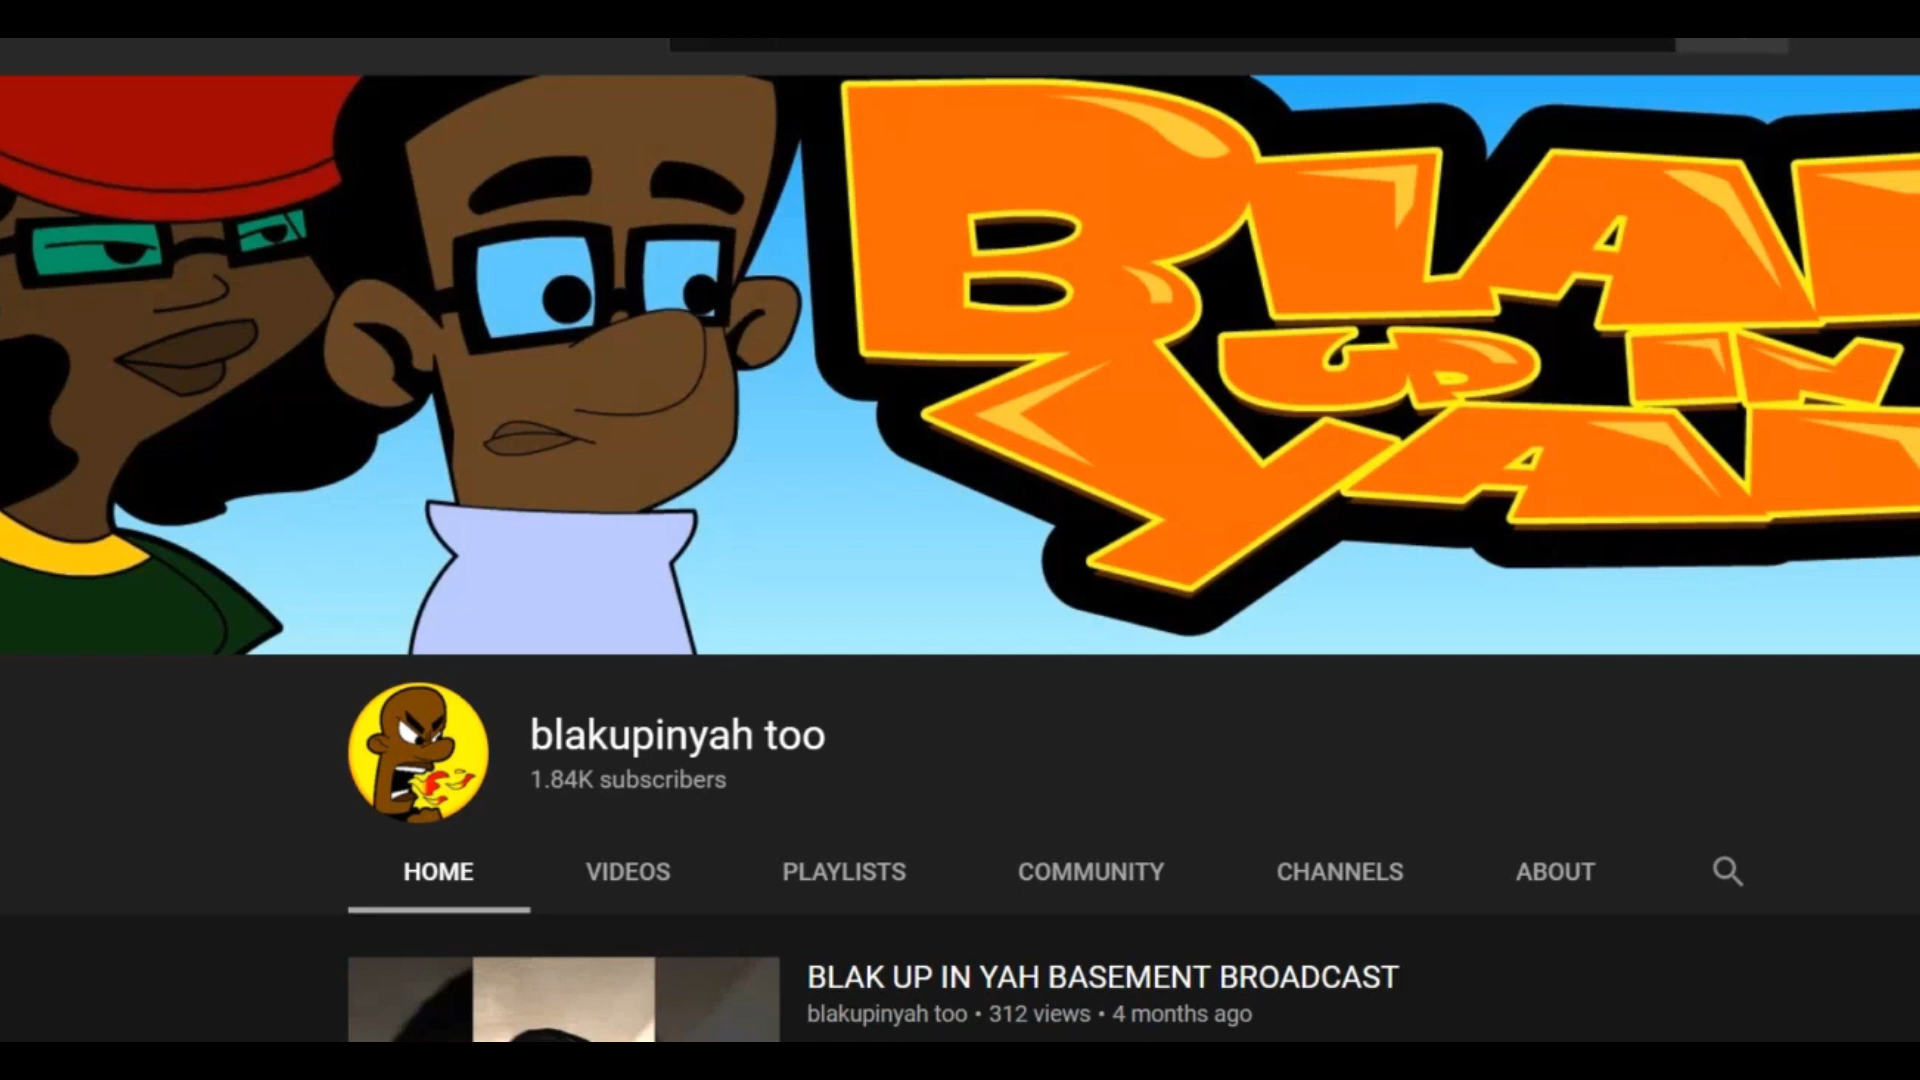 BLAK
UP IN
YAH
blakupinyah too
1.84K subscribers
HOME VIDEOS PLAYLISTS COMMUNITY CHANNELS ABOUT
BLAK UP IN YAH BASEMENT BROADCAST
blakupinyah too • 312 views • 4 months ago